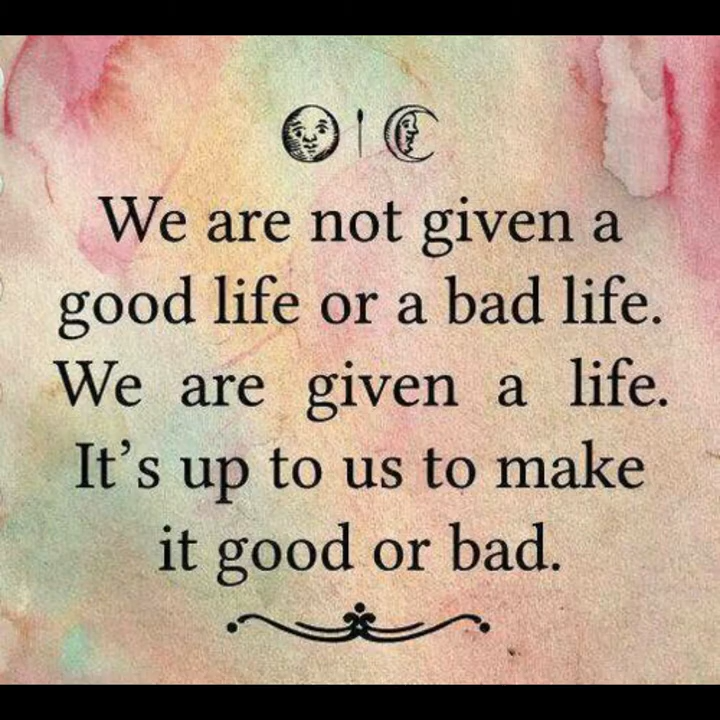 We are not given a
good life or a bad life.
We are given a life.
It’s up to us to make
it good or bad.